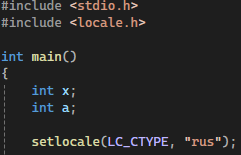 #include <stdio.h>
#include <locale.h>
int main()
{
int x;
int a;
setlocale(LC_CTYPE, "rus");